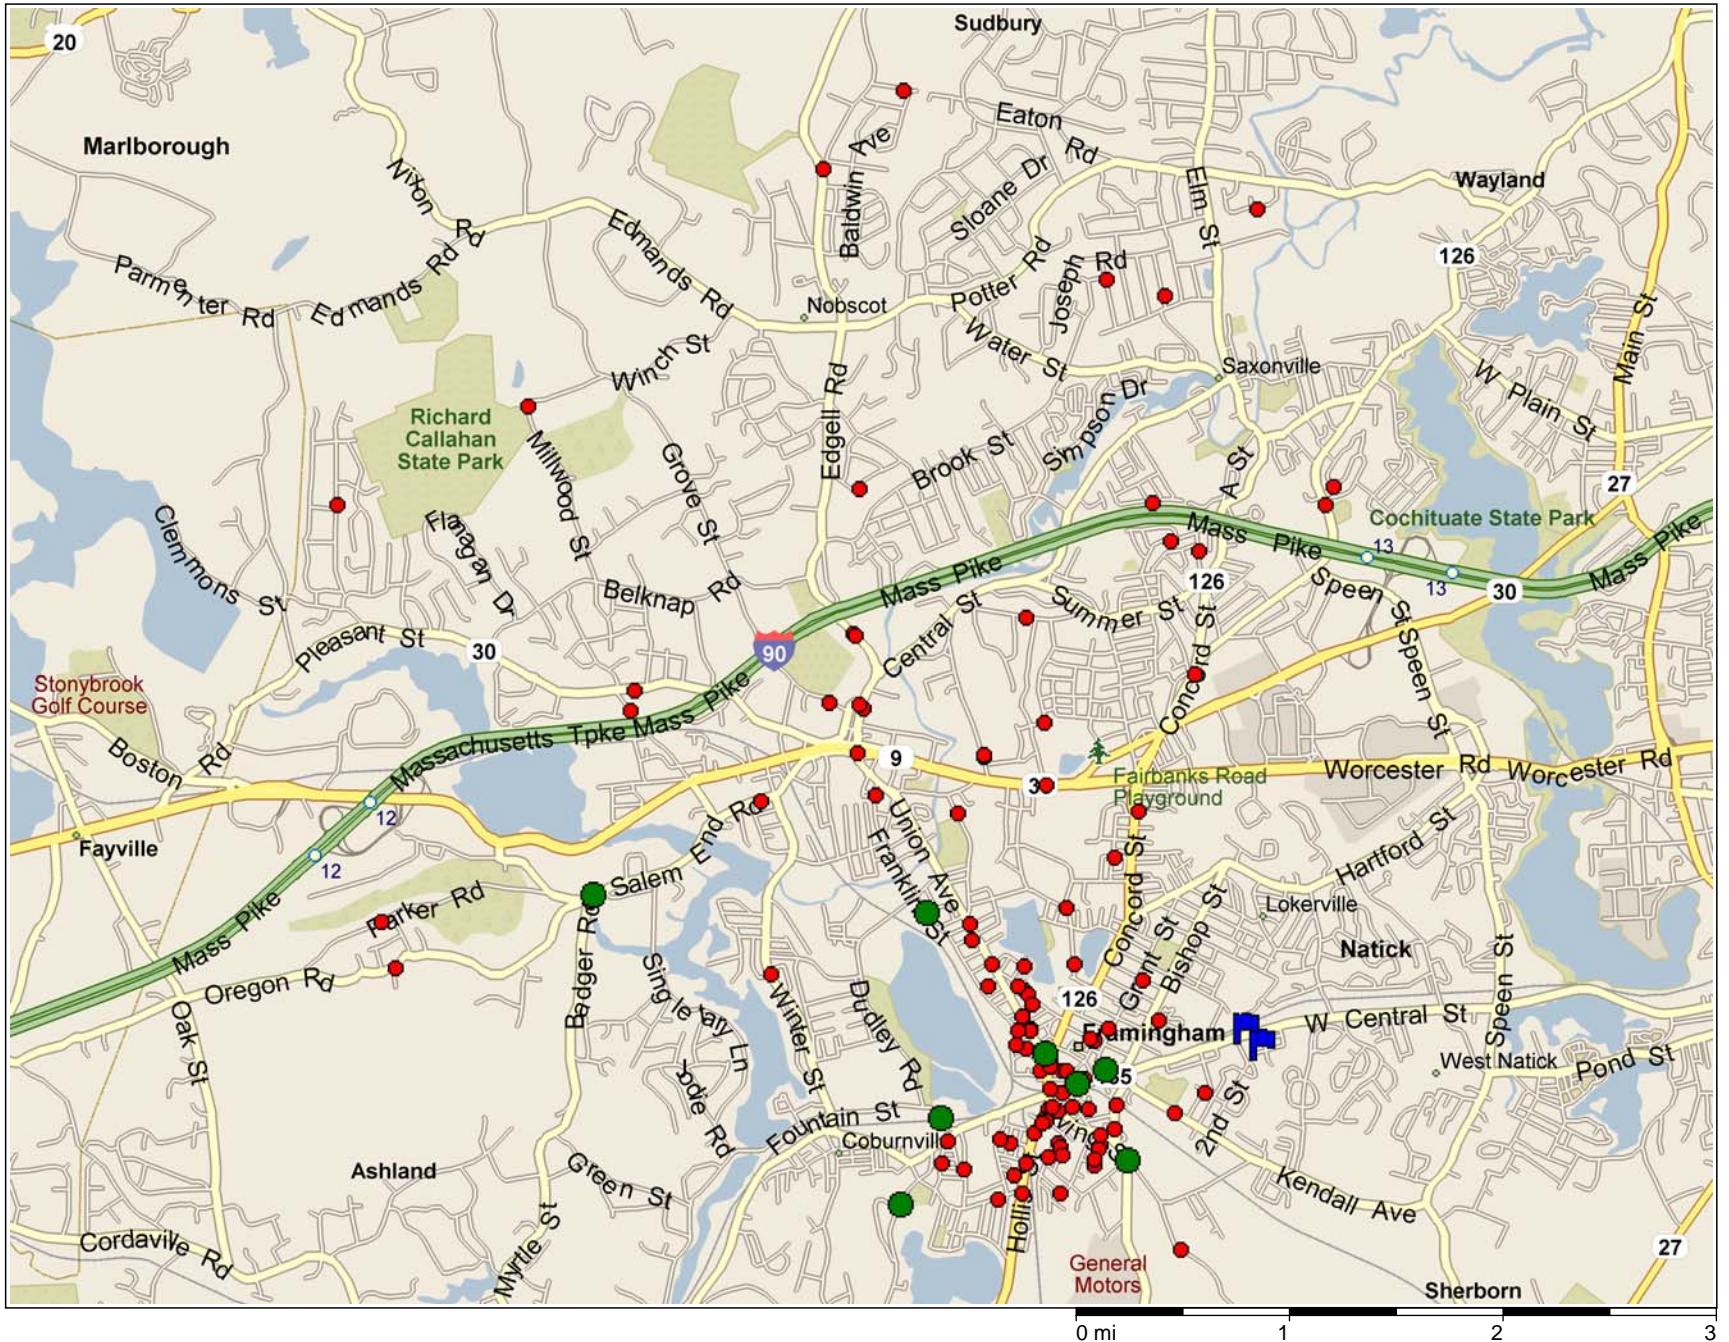 Sudbury
20
Eaton Rd
Marlborough
Nixon Rd
Baldwin Ave
Sloane Dr
Elm St
Wayland
Edmands Rd
126
Parmenter Rd
Edmands Rd
Potter Rd
Joseph Rd
Nobscot
Main St
Water St
Winch St
Saxonville
W Plain St
Richard
Callahan
State Park
Edgell Rd
Simpson Dr
Millwood St
Grove St
Brook St
A St
27
Clemmons St
Flanagan Dr
Mass Pike
Cochituate State Park
Mass Pike
13
13
Mass Pike
Belknap Rd
126
30
Speen St
Summer St
Central St
Pleasant St
30
90
Speen St
Concord St
Stonybrook
Golf Course
Mass Pike
Massachusetts Tpke
Boston Rd
9
Worcester Rd
Worcester Rd
Fairbanks Road
Playground
12
Fayville
12
End Rd
Union Ave
Franklin St
Concord St
Hartford St
Salem
Parker Rd
Lokerville
Mass Pike
Badger Rd
Grant St
Bishop St
Natick
Oregon Rd
Singletary Ln
Dudley Rd
Winter St
126
Speen St
Oak St
Framingham
W Central St
West Natick
Pond St
Jodie Rd
Fountain St
Coburnville
Irving St
2nd St
Ashland
Green St
Kendall Ave
Hollis
Cordaville Rd
Myrtle St
General
Motors
27
Sherborn
0 mi 1 2 3